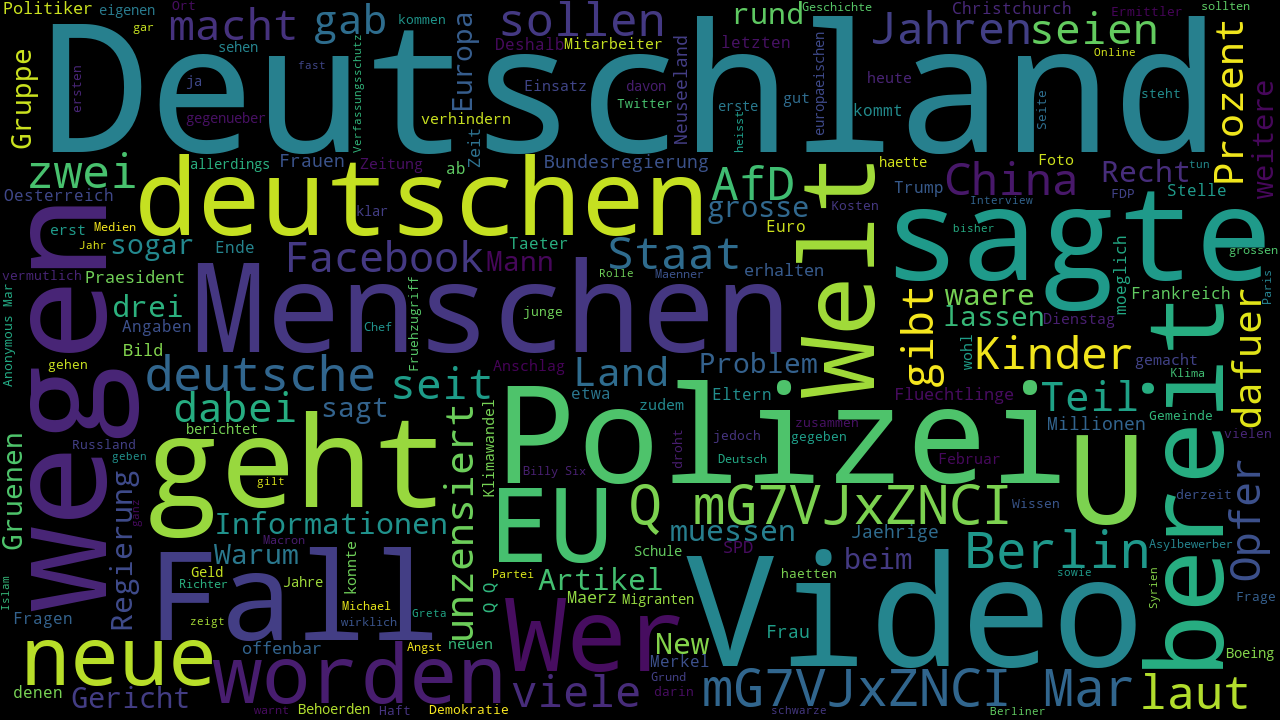 Politiker eigenen Ort macht gab kommen sollen rund Geschichte Jahren Christchurch seien Ermittler sollten
gar sehen Deshalb Mitarbeiter letzten Online
Deutschland
Gruppe ersten ja fast Verfassungsschutz Europa Einsatz davon Neuseeland gut europaeischen heute Prozent
gegenueber verhindern Zeit Twitter erste heisst kommt Seite steht weitere
zwei allerdings Frauen Zeitung ab Bundesregierung AfD haette Foto Recht tun
Oesterreich deutschen klar grosse Kosten Welt Trump China FDP Stelle
Interview
Wegen erst Medien Jahr sogar Ende Taeter Staat Euro sagte bisher grossen
vermutlich Praesident Facebook Mann Rolle Maenner erhalten moeglich Paris
Anonymous Mar drei Menschen junge gibt waere Frankreich
Angaben Chef Fruehzugriff lassen Dienstag dafuer
Bild gehen Anschlag Problem Kinder wohl gemacht Klima
deutsche seit Land etwa Eltern Fluechtlinge Teil bereit
dabei sagt zudem Millionen Gemeinde
Gruenen berichtet geht unzensiert Klimawandel Polizei zusammen U vielen
Russland geben droht jedoch gegeben
Regierung gilt ganz Billy Six Deutsch Februar Opfer
EU Q mG7VJxZNCI Wissen derzeit
Informationen muessen Jaehrige
Macron Warum SPD Berlin Asylbewerber
Fall Schule beim
Islam Geld Richter Jahre konnte Q Q Partei Artikel haetten Video sowie Syrien Frage
Fragen Michael Greta Maerz Migranten
zeigt wirklich Wer Frau
neue offenbar Angst neuen New Boeing
worden Merkel
denen Gericht viele Grund darin mG7VJxZNCI Mar laut
warnt Behoerden Haft Demokratie schwarze Berliner